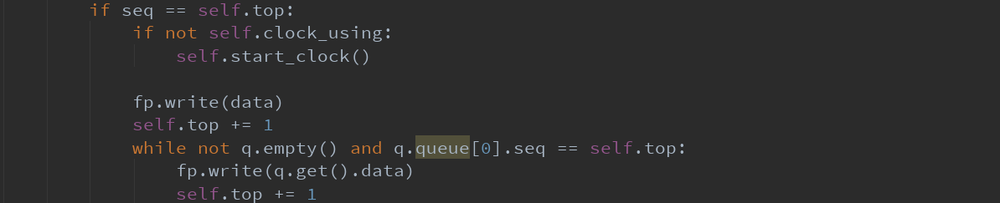 if seq == self.top:
if not self.clock_using:
self.start_clock()
fp.write(data)
self.top += 1
while not q.empty() and q.queue[0].seq == self.top:
fp.write(q.get().data)
self.top += 1